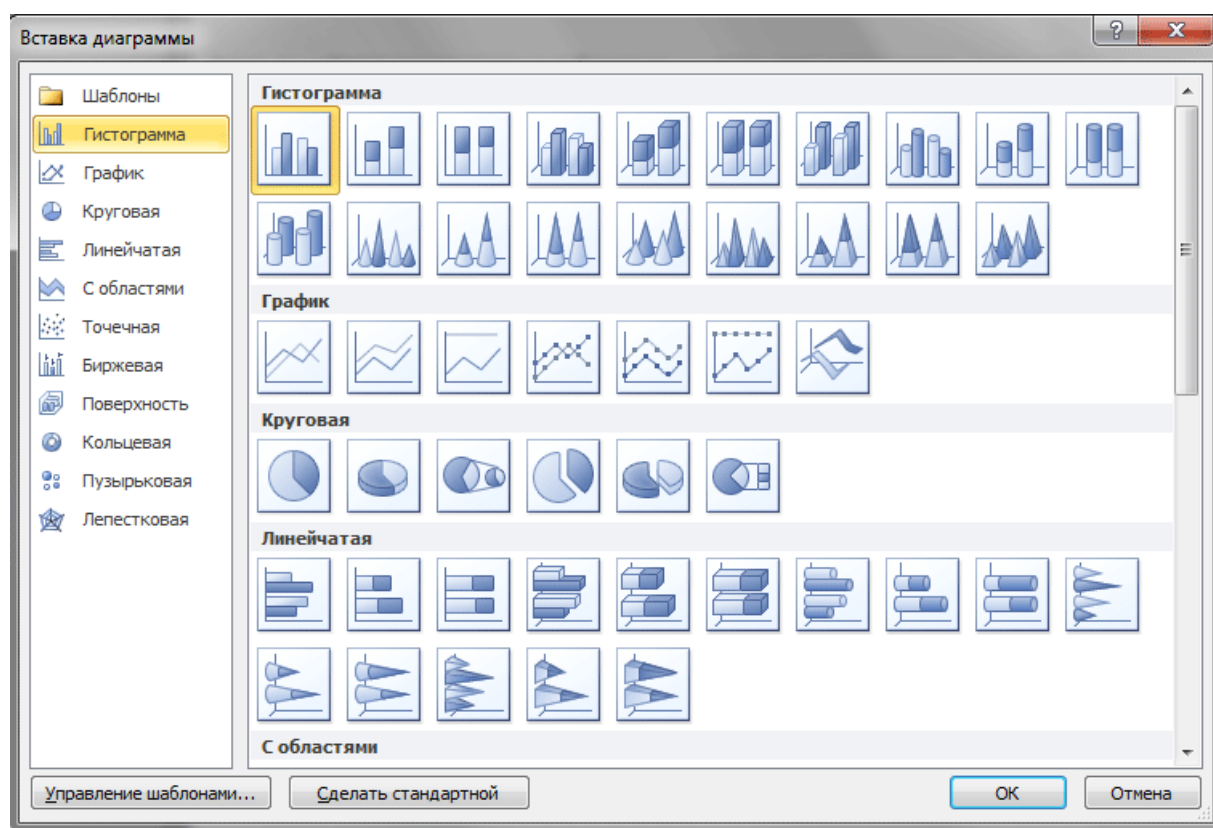 Вставка диаграммы
Шаблоны
Гистограмма
График
Круговая
Линейчатая
С областями
Точечная
Биржевая
Поверхность
Кольцевая
Пузырьковая
Лепестковая
Гистограмма
График
Круговая
Линейчатая
С областями
Управление шаблонами...
Сделать стандартной
ОК
Отмена